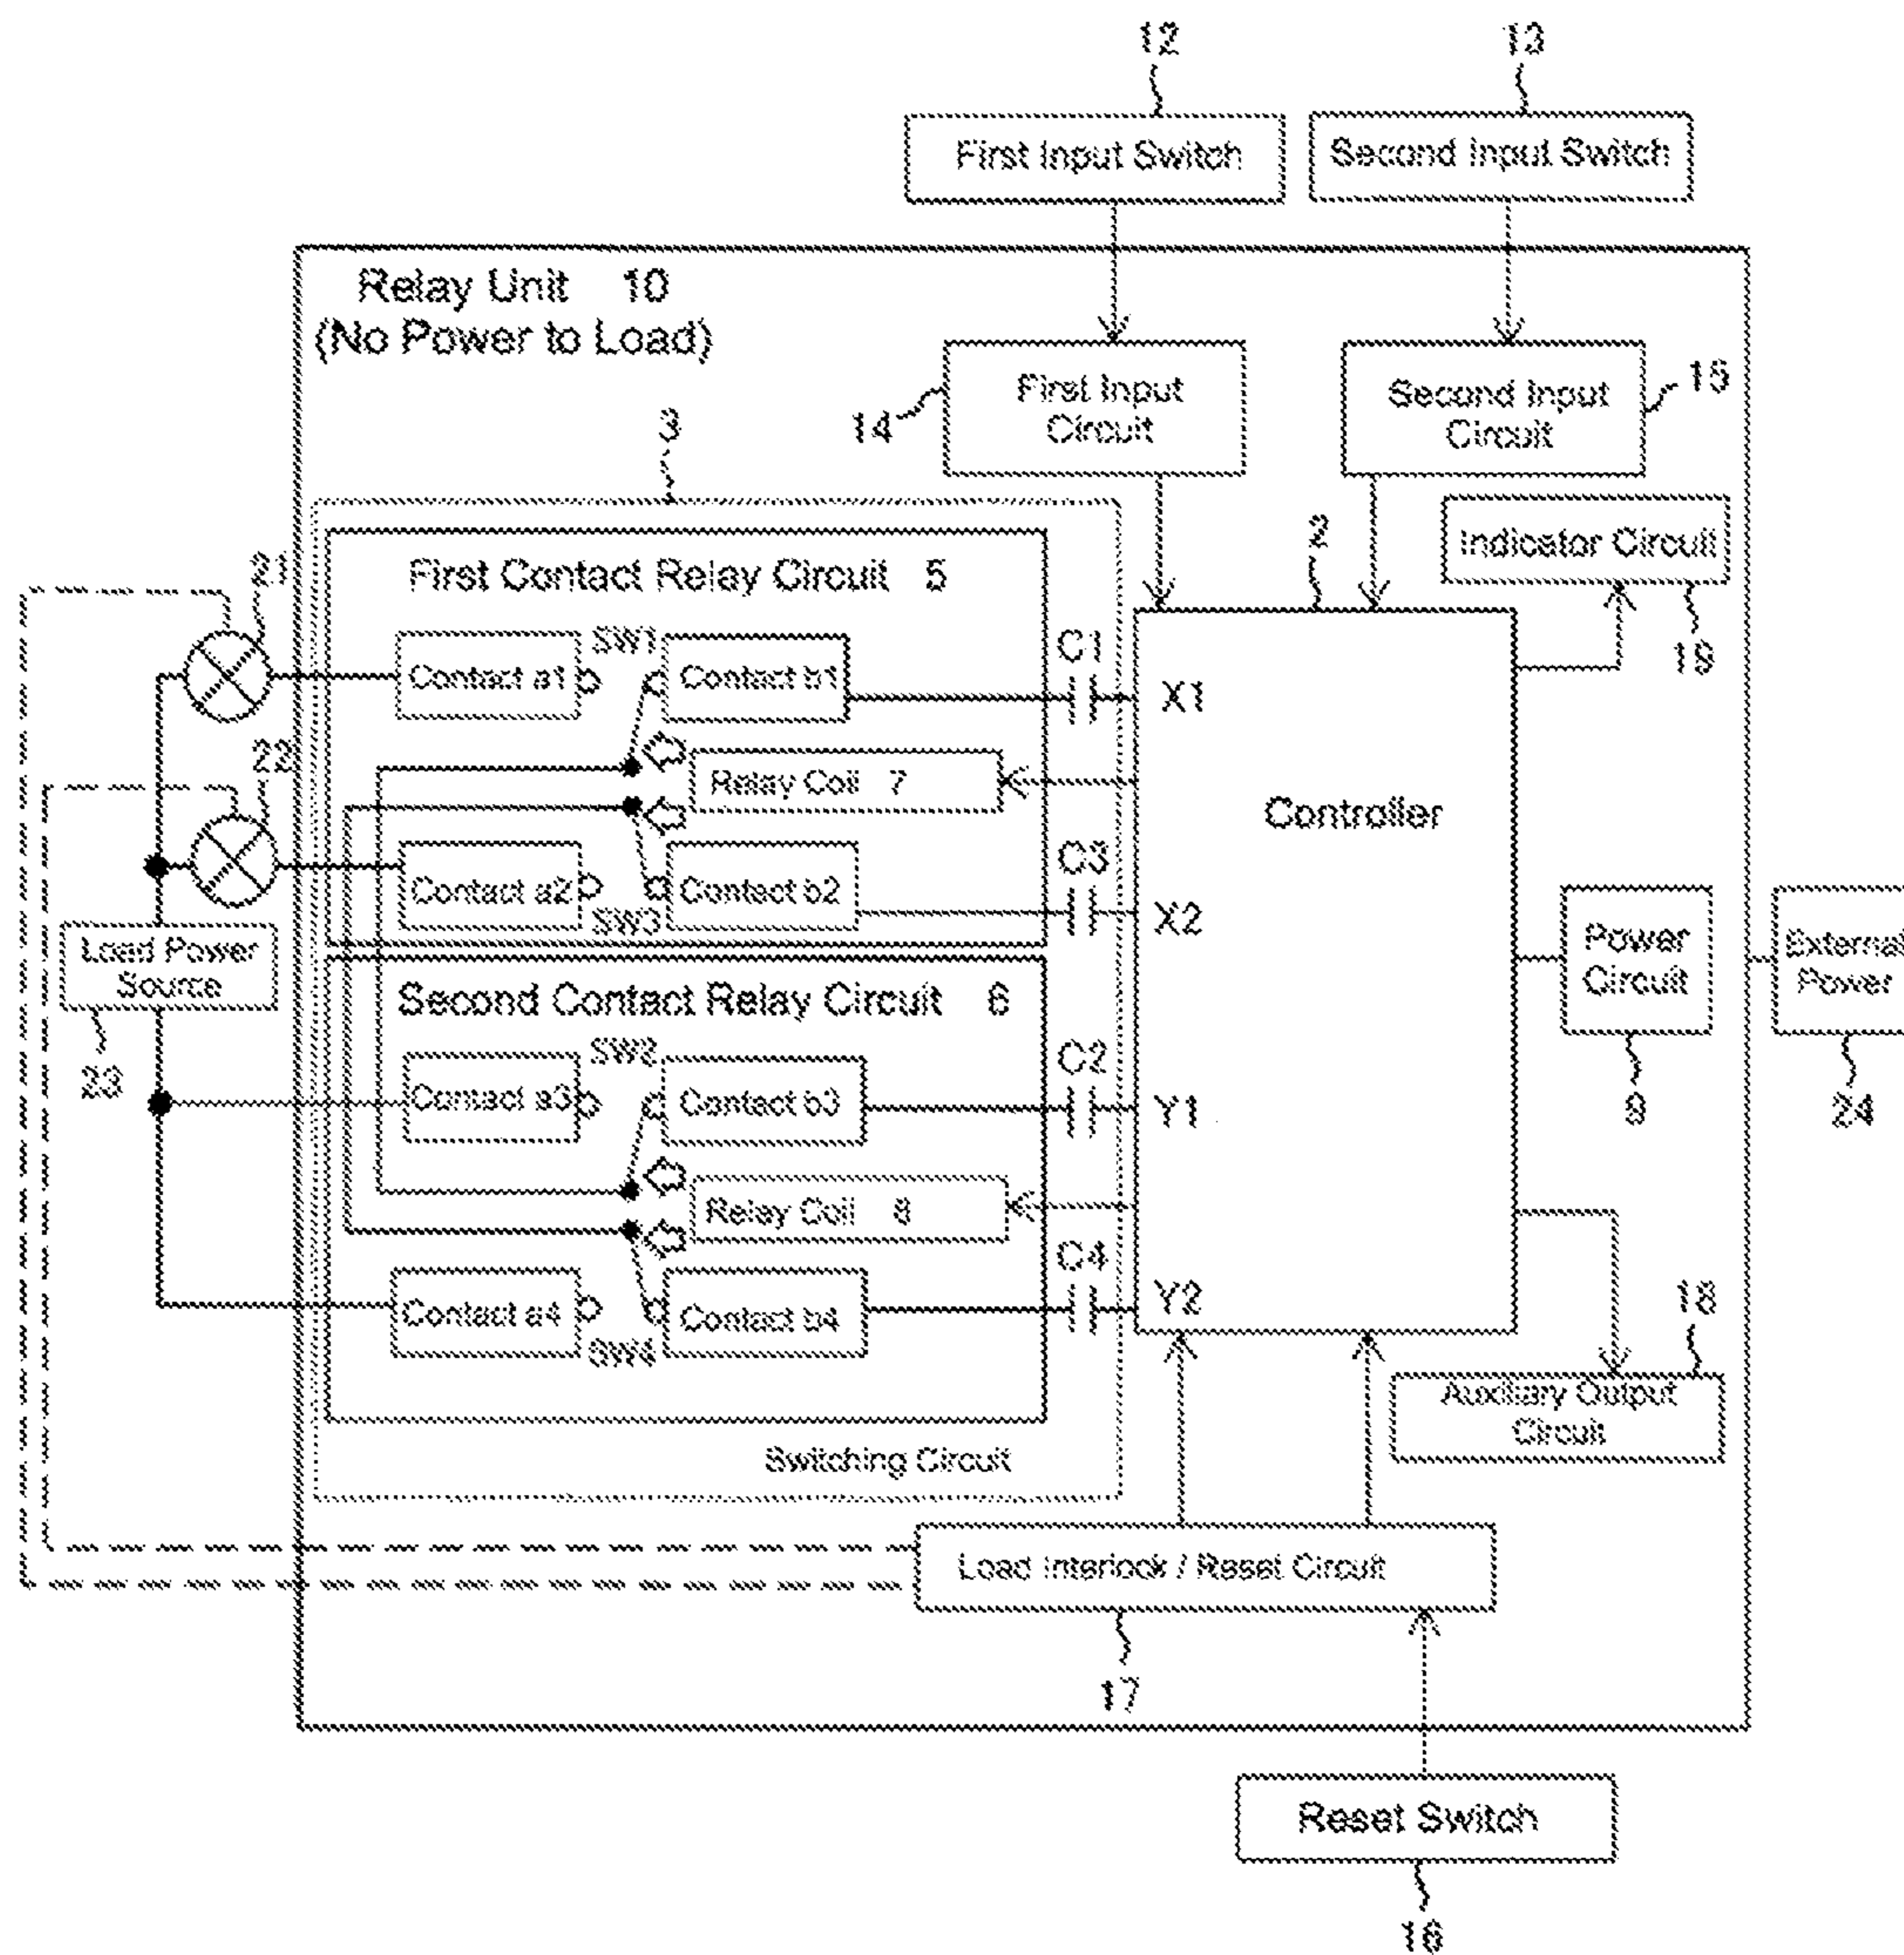 12
13
First Input Switch
Second Input Switch
Relay Unit 10
(No Power to Load)
First Input
Circuit
14
Second Input
Circuit
15
3
2
Indicator Circuit
19
21
First Contact Relay Circuit 5
Contact a1
SW1
Contact b1
C1
X1
22
Relay Coil 7
Controller
Contact a2
SW3
Contact b2
C3
X2
Load Power
Source
23
Power
Circuit
9
External
Power
24
Second Contact Relay Circuit 6
Contact a3
SW2
Contact b3
C2
Y1
Relay Coil 8
Contact a4
SW4
Contact b4
C4
Y2
18
Auxiliary Output
Circuit
Switching Circuit
Load Interlock / Reset Circuit
17
Reset Switch
16